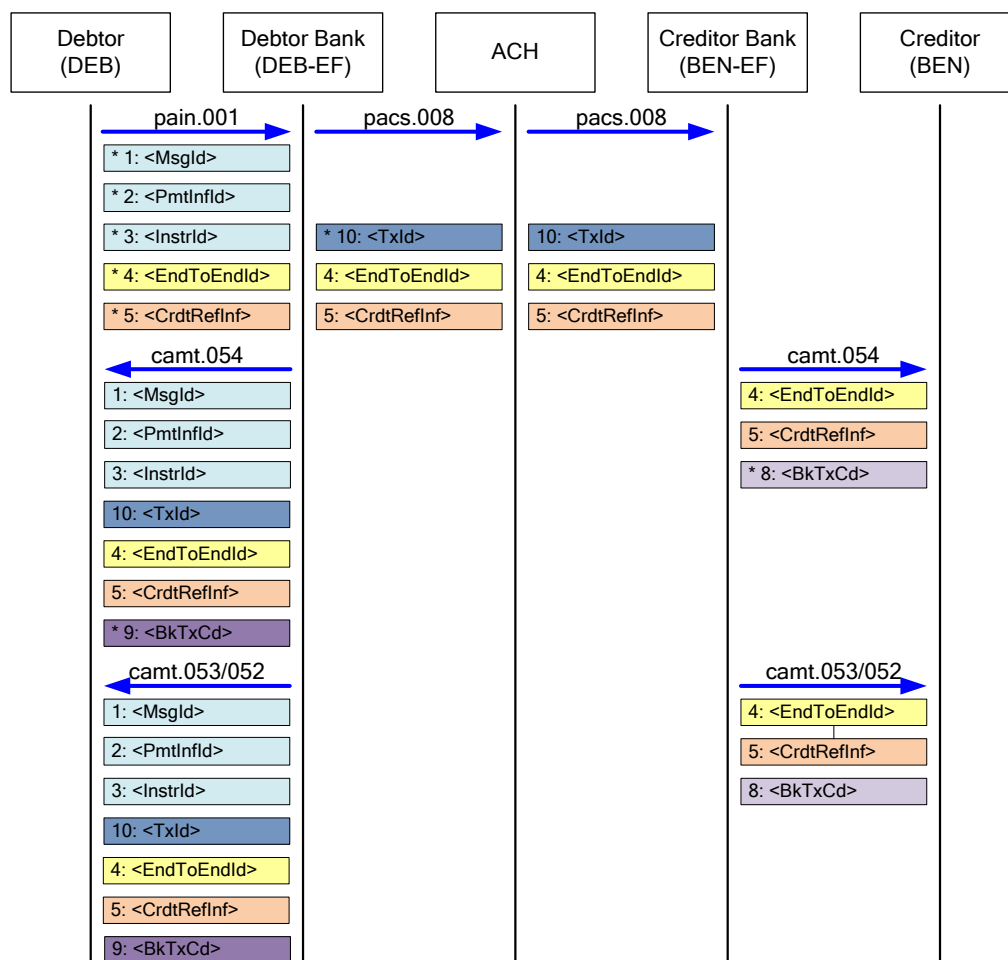 Debtor
(DEB)
Debtor Bank
(DEB-EF)
ACH
Creditor Bank
(BEN-EF)
Creditor
(BEN)
pain.001
pacs.008
pacs.008
* 1: <MsgId>
* 2: <PmtInfId>
* 3: <InstrId>
* 10: <TxId>
10: <TxId>
* 4: <EndToEndId>
4: <EndToEndId>
4: <EndToEndId>
* 5: <CrdtRefInf>
5: <CrdtRefInf>
5: <CrdtRefInf>
camt.054
camt.054
1: <MsgId>
4: <EndToEndId>
2: <PmtInfId>
5: <CrdtRefInf>
3: <InstrId>
* 8: <BkTxCd>
10: <TxId>
4: <EndToEndId>
5: <CrdtRefInf>
* 9: <BkTxCd>
camt.053/052
camt.053/052
1: <MsgId>
4: <EndToEndId>
2: <PmtInfId>
5: <CrdtRefInf>
3: <InstrId>
8: <BkTxCd>
10: <TxId>
4: <EndToEndId>
5: <CrdtRefInf>
9: <BkTxCd>